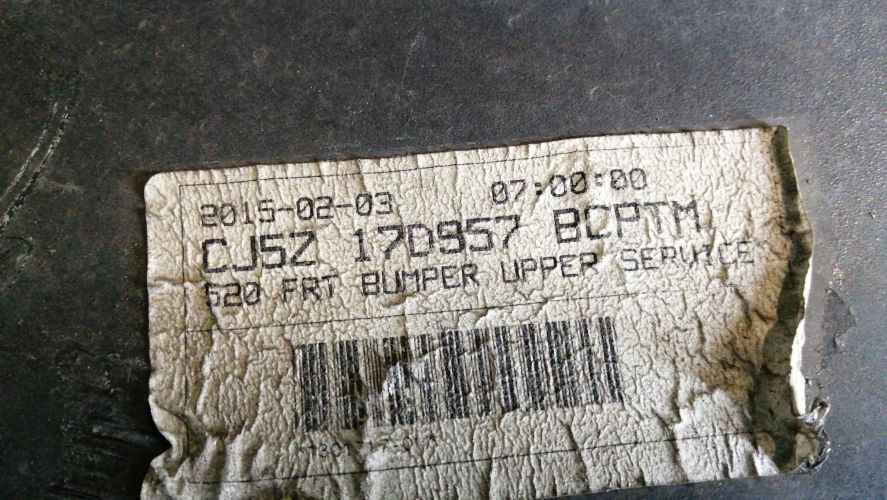 2015-02-03 07:00:00
CJ5Z 17D957 BCPTM
520 FRT BUMPER UPPER SERVICE